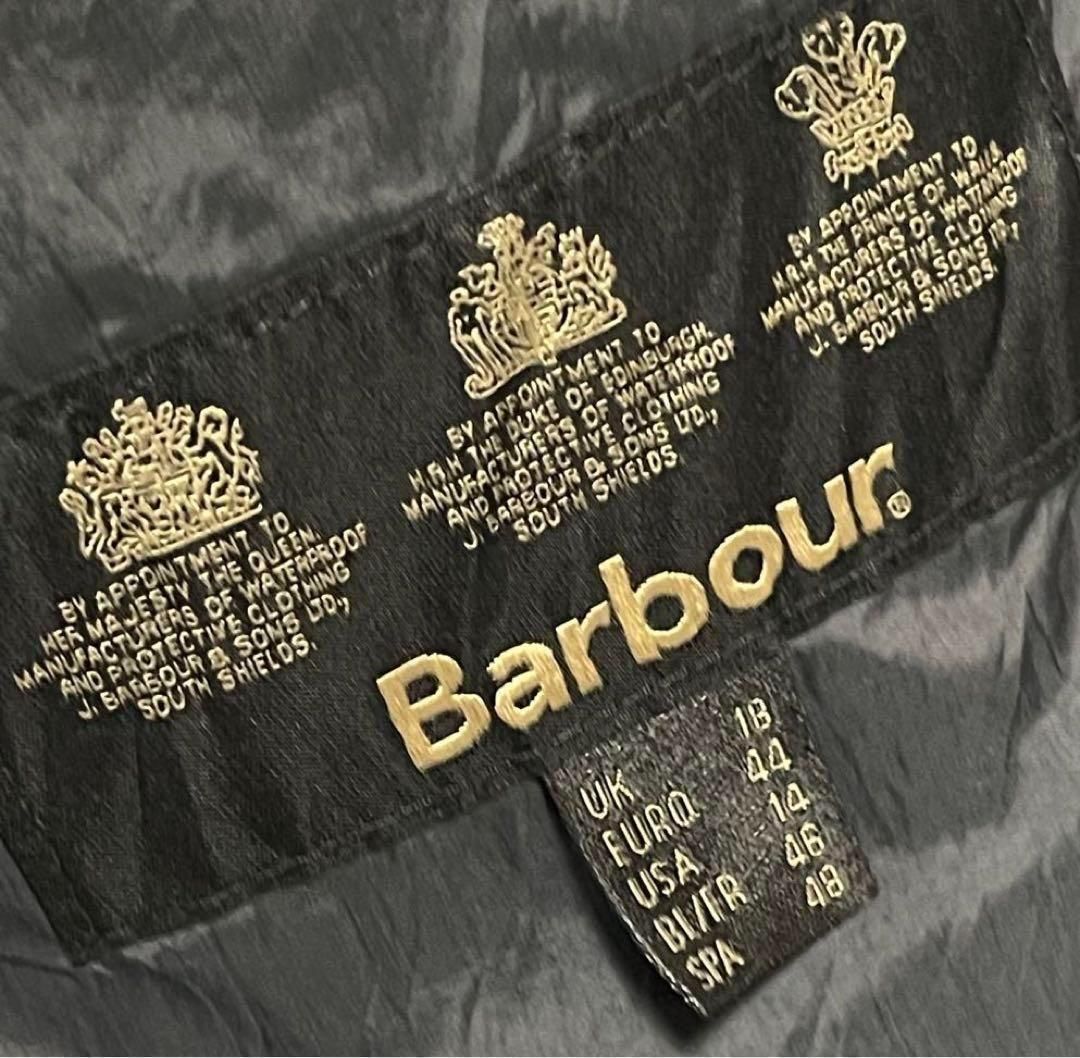 BY APPOINTMENT TO
HER MAJESTY THE QUEEN.
MANUFACTURERS OF WATERPROOF
AND PROTECTIVE CLOTHING
J. BARBOUR & SONS LTD.,
SOUTH SHIELDS.
BY APPOINTMENT TO
H.R.H THE DUKE OF EDINBURGH.
MANUFACTURERS OF WATERPROOF
AND PROTECTIVE CLOTHING
J. BARBOUR & SONS LTD.,
SOUTH SHIELDS.
BY APPOINTMENT TO
H.R.H THE PRINCE OF WALES
MANUFACTURERS OF WATERPROOF
AND PROTECTIVE CLOTHING
J. BARBOUR & SONS LTD.,
SOUTH SHIELDS.
Barbour®
UK 18
EURO 44
USA 14
BL/FR 46
SPA 48